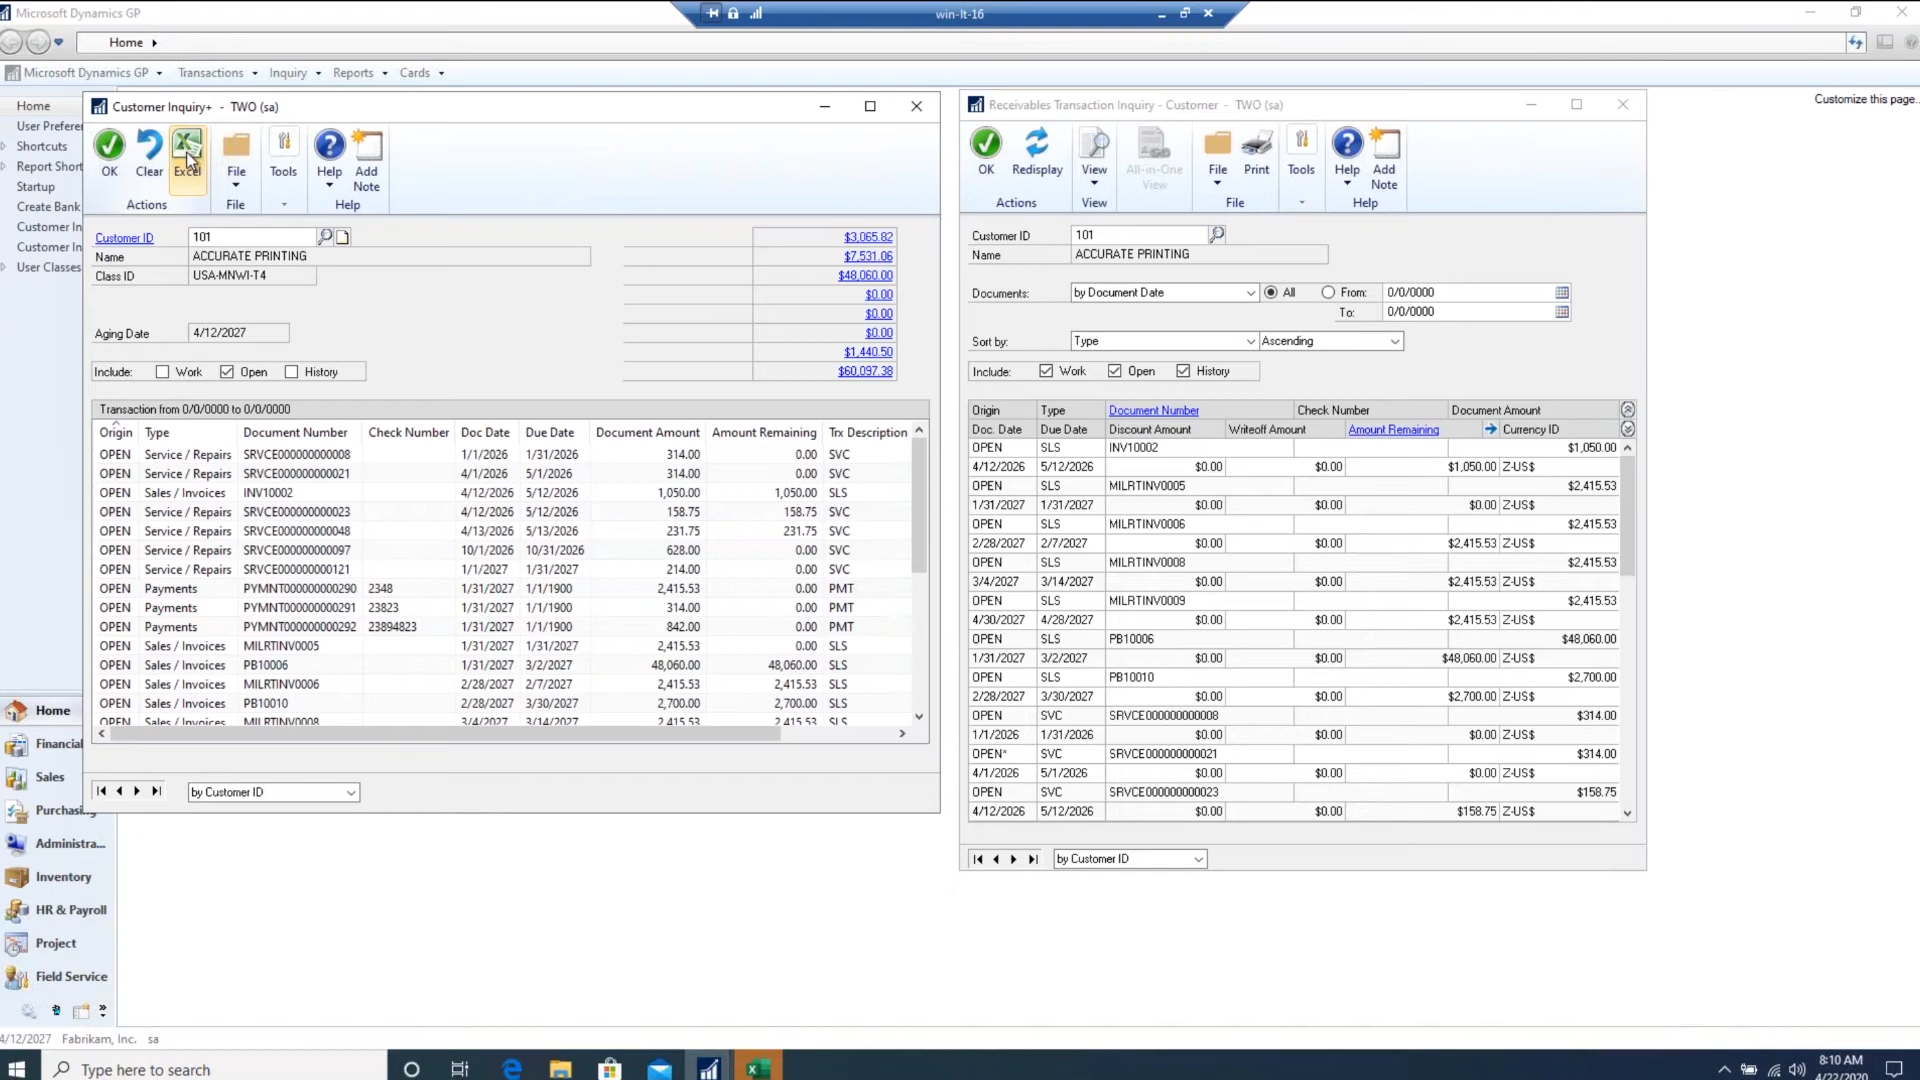 Microsoft Dynamics GP
win-lt-16
Home
Microsoft Dynamics GP Transactions Inquiry Reports Cards
Customize this page...
Home
User Prefere
Shortcuts
Report Short
Startup
Create Bank
Customer In
Customer In
User Classes
Home
Financial
Sales
Purchasing
Administra...
Inventory
HR & Payroll
Project
Field Service
Customer Inquiry+ - TWO (sa)
OK Clear Excel File Tools Help Add Note
Actions File Help
Customer ID 101
Name ACCURATE PRINTING
Class ID USA-MNWI-T4
Aging Date 4/12/2027
Include: Work Open History
$3,065.82
$7,531.06
$48,060.00
$0.00
$0.00
$0.00
$1,440.50
$60,097.38
Transaction from 0/0/0000 to 0/0/0000
Origin Type Document Number Check Number Doc Date Due Date Document Amount Amount Remaining Trx Description
OPEN Service / Repairs SRVCE000000000008 1/1/2026 1/31/2026 314.00 0.00 SVC
OPEN Service / Repairs SRVCE000000000021 4/1/2026 5/1/2026 314.00 0.00 SVC
OPEN Sales / Invoices INV10002 4/12/2026 5/12/2026 1,050.00 1,050.00 SLS
OPEN Service / Repairs SRVCE000000000023 4/12/2026 5/12/2026 158.75 158.75 SVC
OPEN Service / Repairs SRVCE000000000048 4/13/2026 5/13/2026 231.75 231.75 SVC
OPEN Service / Repairs SRVCE000000000097 10/1/2026 10/31/2026 628.00 0.00 SVC
OPEN Service / Repairs SRVCE000000000121 1/1/2027 1/31/2027 214.00 0.00 SVC
OPEN Payments PYMNT000000000290 2348 1/31/2027 1/1/1900 2,415.53 0.00 PMT
OPEN Payments PYMNT000000000291 23823 1/31/2027 1/1/1900 314.00 0.00 PMT
OPEN Payments PYMNT000000000292 23894823 1/31/2027 1/1/1900 842.00 0.00 PMT
OPEN Sales / Invoices MILRTINV0005 1/31/2027 1/31/2027 2,415.53 0.00 SLS
OPEN Sales / Invoices PB10006 1/31/2027 3/2/2027 48,060.00 48,060.00 SLS
OPEN Sales / Invoices MILRTINV0006 2/28/2027 2/7/2027 2,415.53 2,415.53 SLS
OPEN Sales / Invoices PB10010 2/28/2027 3/30/2027 2,700.00 2,700.00 SLS
OPEN Sales / Invoices MILRTINV0008 3/4/2027 3/14/2027 2,415.53 2,415.53 SLS
by Customer ID
Receivables Transaction Inquiry - Customer - TWO (sa)
OK Redisplay View All-in-One View File Print Tools Help Add Note
Actions View File Help
Customer ID 101
Name ACCURATE PRINTING
Documents: by Document Date All From: 0/0/0000
To: 0/0/0000
Sort by: Type Ascending
Include: Work Open History
Origin Type Document Number Check Number Document Amount
Doc. Date Due Date Discount Amount Writeoff Amount Amount Remaining Currency ID
OPEN SLS INV10002 $1,050.00
4/12/2026 5/12/2026 $0.00 $0.00 $1,050.00 Z-US$
OPEN SLS MILRTINV0005 $2,415.53
1/31/2027 1/31/2027 $0.00 $0.00 $0.00 Z-US$
OPEN SLS MILRTINV0006 $2,415.53
2/28/2027 2/7/2027 $0.00 $0.00 $2,415.53 Z-US$
OPEN SLS MILRTINV0008 $2,415.53
3/4/2027 3/14/2027 $0.00 $0.00 $2,415.53 Z-US$
OPEN SLS MILRTINV0009 $2,415.53
4/30/2027 4/28/2027 $0.00 $0.00 $2,415.53 Z-US$
OPEN SLS PB10006 $48,060.00
1/31/2027 3/2/2027 $0.00 $0.00 $48,060.00 Z-US$
OPEN SLS PB10010 $2,700.00
2/28/2027 3/30/2027 $0.00 $0.00 $2,700.00 Z-US$
OPEN SVC SRVCE000000000008 $314.00
1/1/2026 1/31/2026 $0.00 $0.00 $0.00 Z-US$
OPEN* SVC SRVCE000000000021 $314.00
4/1/2026 5/1/2026 $0.00 $0.00 $0.00 Z-US$
OPEN SVC SRVCE000000000023 $158.75
4/12/2026 5/12/2026 $0.00 $0.00 $158.75 Z-US$
by Customer ID
4/12/2027 Fabrikam, Inc. sa
Type here to search
8:10 AM
4/22/2020